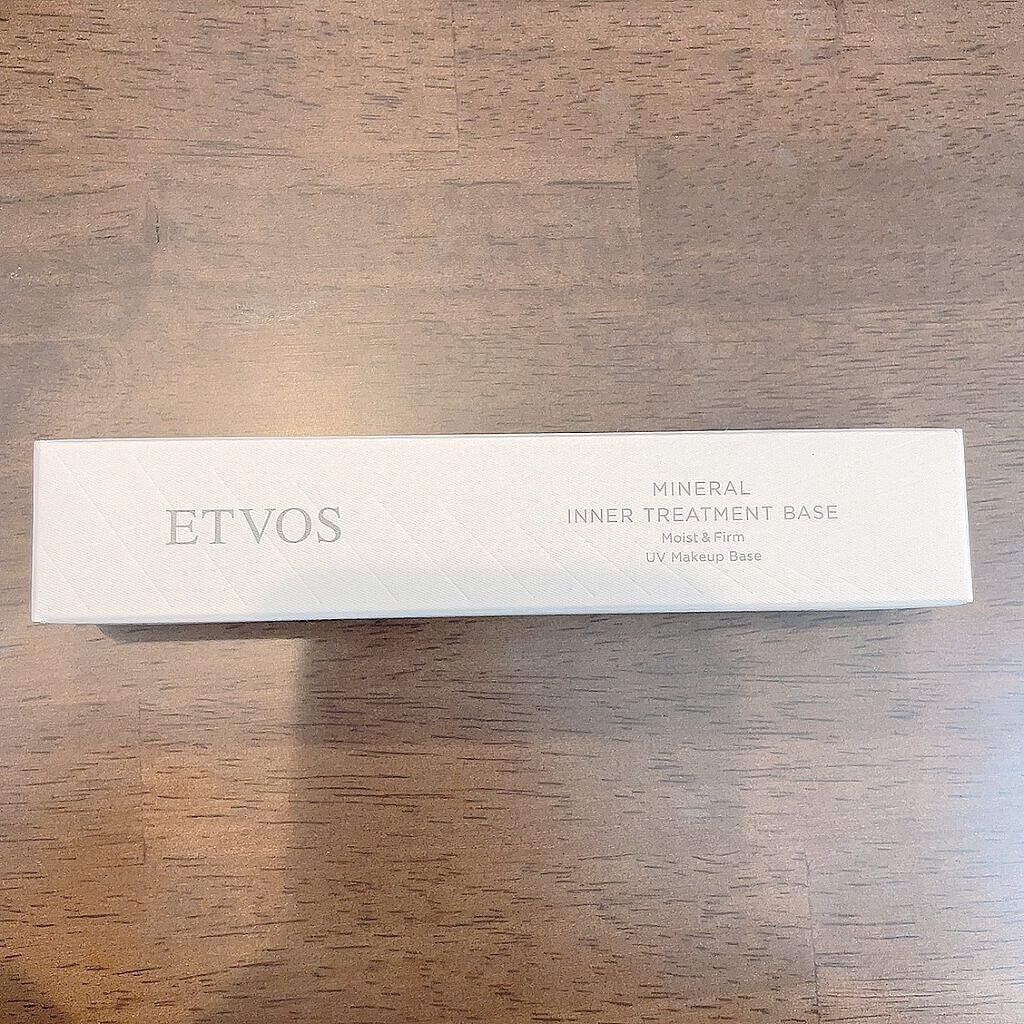 ETVOS
MINERAL
INNER TREATMENT BASE
Moist & Firm
UV Makeup Base